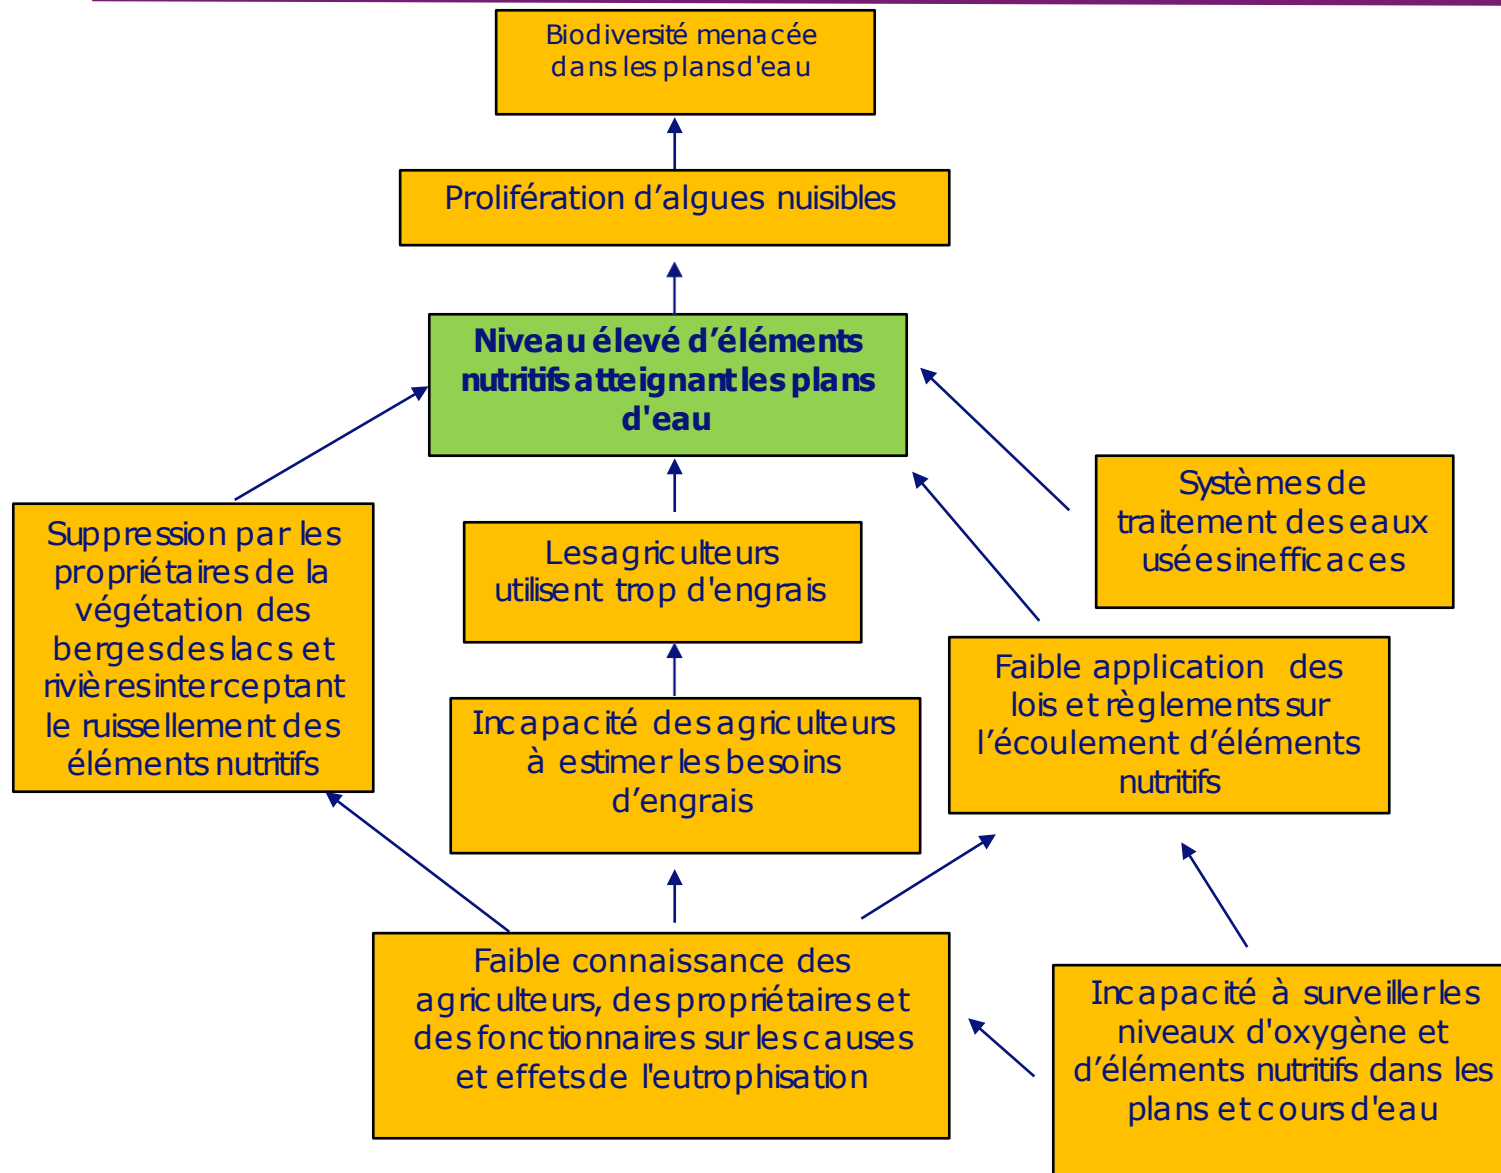 Biodiversité menacée
dans les plans d'eau
Prolifération d’algues nuisibles
Niveau élevé d’éléments
nutritifs atteignant les plans
d'eau
Systèmes de
traitement des eaux
usées inefficaces
Suppression par les
propriétaires de la
végétation des
berges des lacs et
rivières interceptant
le ruissellement des
éléments nutritifs
Les agriculteurs
utilisent trop d'engrais
Faible application des
lois et règlements sur
l’écoulement d’éléments
nutritifs
Incapacité des agriculteurs
à estimer les besoins
d’engrais
Faible connaissance des
agriculteurs, des propriétaires et
des fonctionnaires sur les causes
et effets de l'eutrophisation
Incapacité à surveiller les
niveaux d'oxygène et
d’éléments nutritifs dans les
plans et cours d'eau